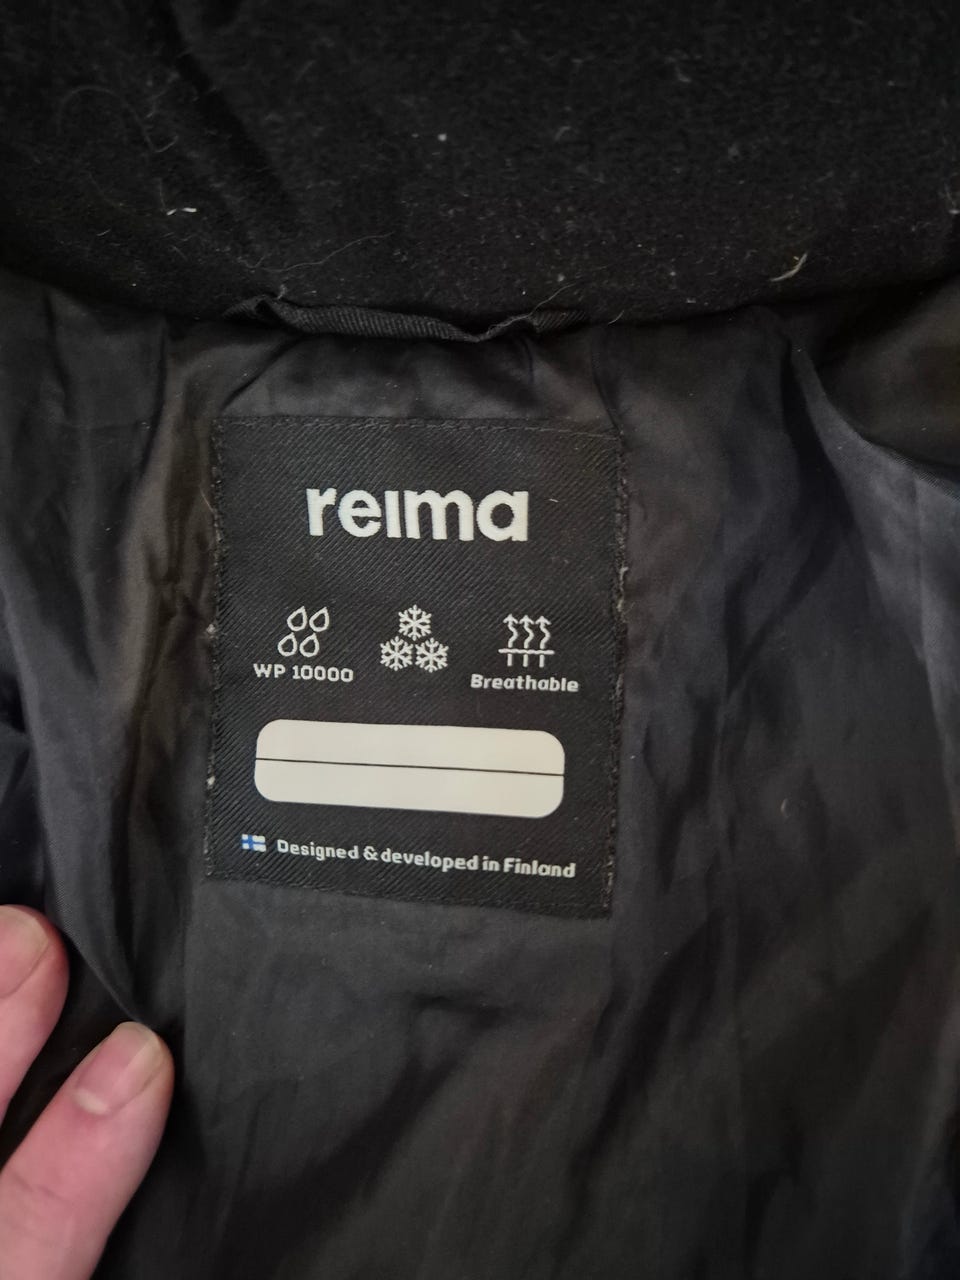 reima
WP 10000
Breathable
Designed & developed in Finland